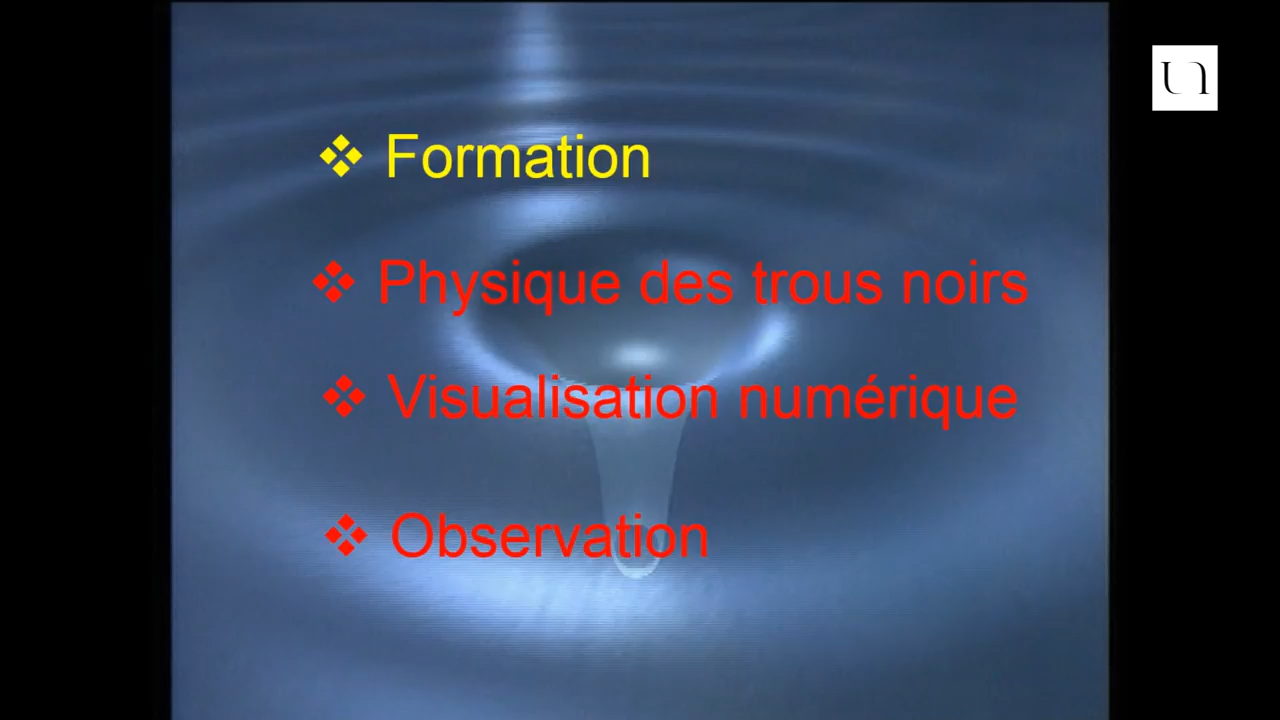 Formation
Physique des trous noirs
Visualisation numérique
Observation